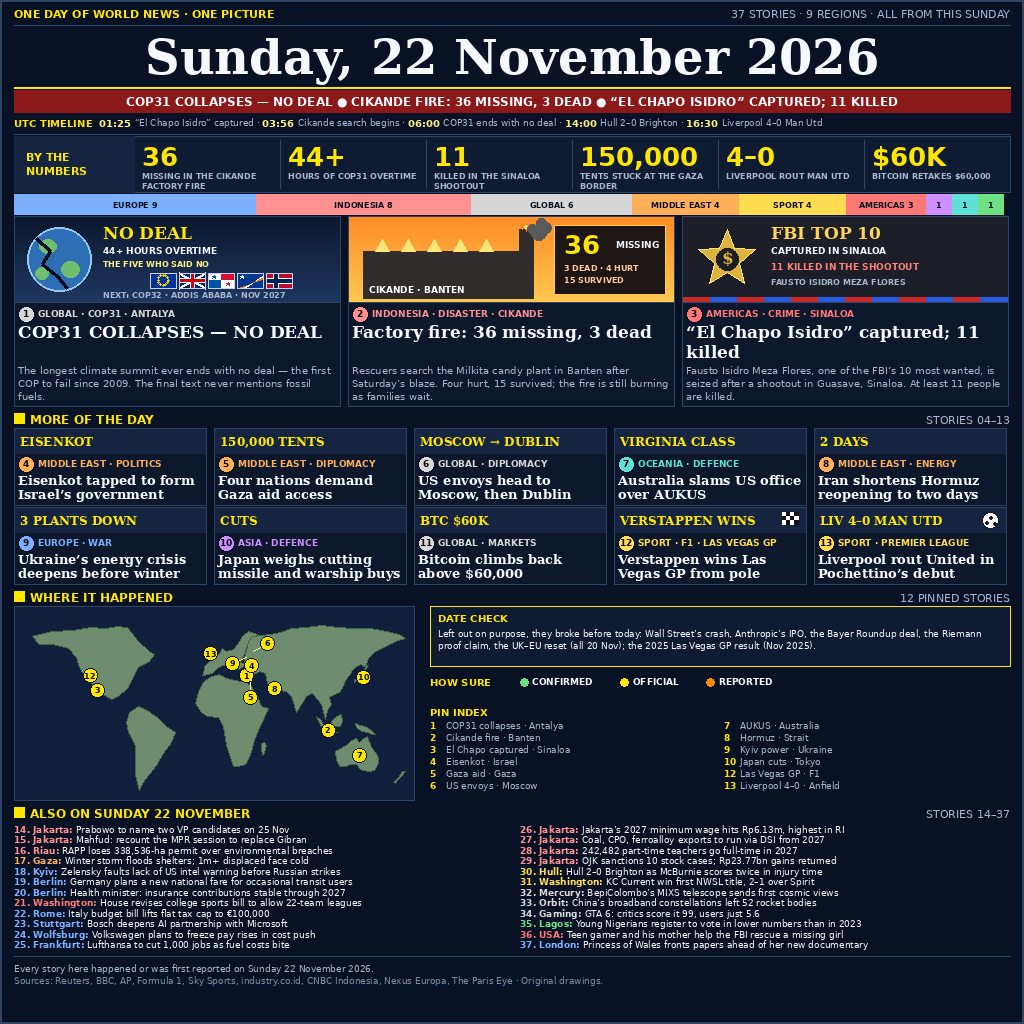 ONE DAY OF WORLD NEWS · ONE PICTURE
37 STORIES · 9 REGIONS · ALL FROM THIS SUNDAY
Sunday, 22 November 2026
COP31 COLLAPSES — NO DEAL ● CIKANDE FIRE: 36 MISSING, 3 DEAD ● “EL CHAPO ISIDRO” CAPTURED; 11 KILLED
UTC TIMELINE 01:25 “El Chapo Isidro” captured · 03:56 Cikande search begins · 06:00 COP31 ends with no deal · 14:00 Hull 2–0 Brighton · 16:30 Liverpool 4–0 Man Utd
BY THE
NUMBERS
36
MISSING IN THE CIKANDE
FACTORY FIRE
44+
HOURS OF COP31 OVERTIME
11
KILLED IN THE SINALOA
SHOOTOUT
150,000
TENTS STUCK AT THE GAZA
BORDER
4–0
LIVERPOOL ROUT MAN UTD
$60K
BITCOIN RETAKES $60,000
EUROPE 9
INDONESIA 8
GLOBAL 6
MIDDLE EAST 4
SPORT 4
AMERICAS 3
1
1
1
NO DEAL
44+ HOURS OVERTIME
THE FIVE WHO SAID NO
NEXT: COP32 · ADDIS ABABA · NOV 2027
1 GLOBAL · COP31 · ANTALYA
COP31 COLLAPSES — NO DEAL
The longest climate summit ever ends with no deal — the first
COP to fail since 2009. The final text never mentions fossil
fuels.
36 MISSING
3 DEAD · 4 HURT
15 SURVIVED
CIKANDE · BANTEN
2 INDONESIA · DISASTER · CIKANDE
Factory fire: 36 missing, 3 dead
Rescuers search the Milkita candy plant in Banten after
Saturday’s blaze. Four hurt, 15 survived; the fire is still burning
as families wait.
$
FBI TOP 10
CAPTURED IN SINALOA
11 KILLED IN THE SHOOTOUT
FAUSTO ISIDRO MEZA FLORES
3 AMERICAS · CRIME · SINALOA
“El Chapo Isidro” captured; 11
killed
Fausto Isidro Meza Flores, one of the FBI’s 10 most wanted, is
seized after a shootout in Guasave, Sinaloa. At least 11 people
are killed.
MORE OF THE DAY
STORIES 04–13
EISENKOT
4 MIDDLE EAST · POLITICS
Eisenkot tapped to form
Israel’s government
150,000 TENTS
5 MIDDLE EAST · DIPLOMACY
Four nations demand
Gaza aid access
MOSCOW → DUBLIN
6 GLOBAL · DIPLOMACY
US envoys head to
Moscow, then Dublin
VIRGINIA CLASS
7 OCEANIA · DEFENCE
Australia slams US office
over AUKUS
2 DAYS
8 MIDDLE EAST · ENERGY
Iran shortens Hormuz
reopening to two days
3 PLANTS DOWN
9 EUROPE · WAR
Ukraine’s energy crisis
deepens before winter
CUTS
10 ASIA · DEFENCE
Japan weighs cutting
missile and warship buys
BTC $60K
11 GLOBAL · MARKETS
Bitcoin climbs back
above $60,000
VERSTAPPEN WINS
12 SPORT · F1 · LAS VEGAS GP
Verstappen wins Las
Vegas GP from pole
LIV 4–0 MAN UTD
13 SPORT · PREMIER LEAGUE
Liverpool rout United in
Pochettino’s debut
WHERE IT HAPPENED
12 PINNED STORIES
6
13
9
4
1
12
10
3
8
5
2
7
DATE CHECK
Left out on purpose, they broke before today: Wall Street’s crash, Anthropic’s IPO, the Bayer Roundup deal, the Riemann
proof claim, the UK–EU reset (all 20 Nov); the 2025 Las Vegas GP result (Nov 2025).
HOW SURE
CONFIRMED
OFFICIAL
REPORTED
PIN INDEX
1 COP31 collapses · Antalya
2 Cikande fire · Banten
3 El Chapo captured · Sinaloa
4 Eisenkot · Israel
5 Gaza aid · Gaza
6 US envoys · Moscow
7 AUKUS · Australia
8 Hormuz · Strait
9 Kyiv power · Ukraine
10 Japan cuts · Tokyo
12 Las Vegas GP · F1
13 Liverpool 4–0 · Anfield
ALSO ON SUNDAY 22 NOVEMBER
STORIES 14–37
14. Jakarta: Prabowo to name two VP candidates on 25 Nov
15. Jakarta: Mahfud: recount the MPR session to replace Gibran
16. Riau: RAPP loses 338,536-ha permit over environmental breaches
17. Gaza: Winter storm floods shelters; 1m+ displaced face cold
18. Kyiv: Zelensky faults lack of US intel warning before Russian strikes
19. Berlin: Germany plans a new national fare for occasional transit users
20. Berlin: Health minister: insurance contributions stable through 2027
21. Washington: House revises college sports bill to allow 22-team leagues
22. Rome: Italy budget bill lifts flat tax cap to €100,000
23. Stuttgart: Bosch deepens AI partnership with Microsoft
24. Wolfsburg: Volkswagen plans to freeze pay rises in cost push
25. Frankfurt: Lufthansa to cut 1,000 jobs as fuel costs bite
26. Jakarta: Jakarta’s 2027 minimum wage hits Rp6.13m, highest in RI
27. Jakarta: Coal, CPO, ferroalloy exports to run via DSI from 2027
28. Jakarta: 242,482 part-time teachers go full-time in 2027
29. Jakarta: OJK sanctions 10 stock cases; Rp23.77bn gains returned
30. Hull: Hull 2–0 Brighton as McBurnie scores twice in injury time
31. Washington: KC Current win first NWSL title, 2–1 over Spirit
32. Mercury: BepiColombo’s MIXS telescope sends first cosmic views
33. Orbit: China’s broadband constellations left 52 rocket bodies
34. Gaming: GTA 6: critics score it 99, users just 5.6
35. Lagos: Young Nigerians register to vote in lower numbers than in 2023
36. USA: Teen gamer and his mother help the FBI rescue a missing girl
37. London: Princess of Wales fronts papers ahead of her new documentary
Every story here happened or was first reported on Sunday 22 November 2026.
Sources: Reuters, BBC, AP, Formula 1, Sky Sports, industry.co.id, CNBC Indonesia, Nexus Europa, The Paris Eye · Original drawings.